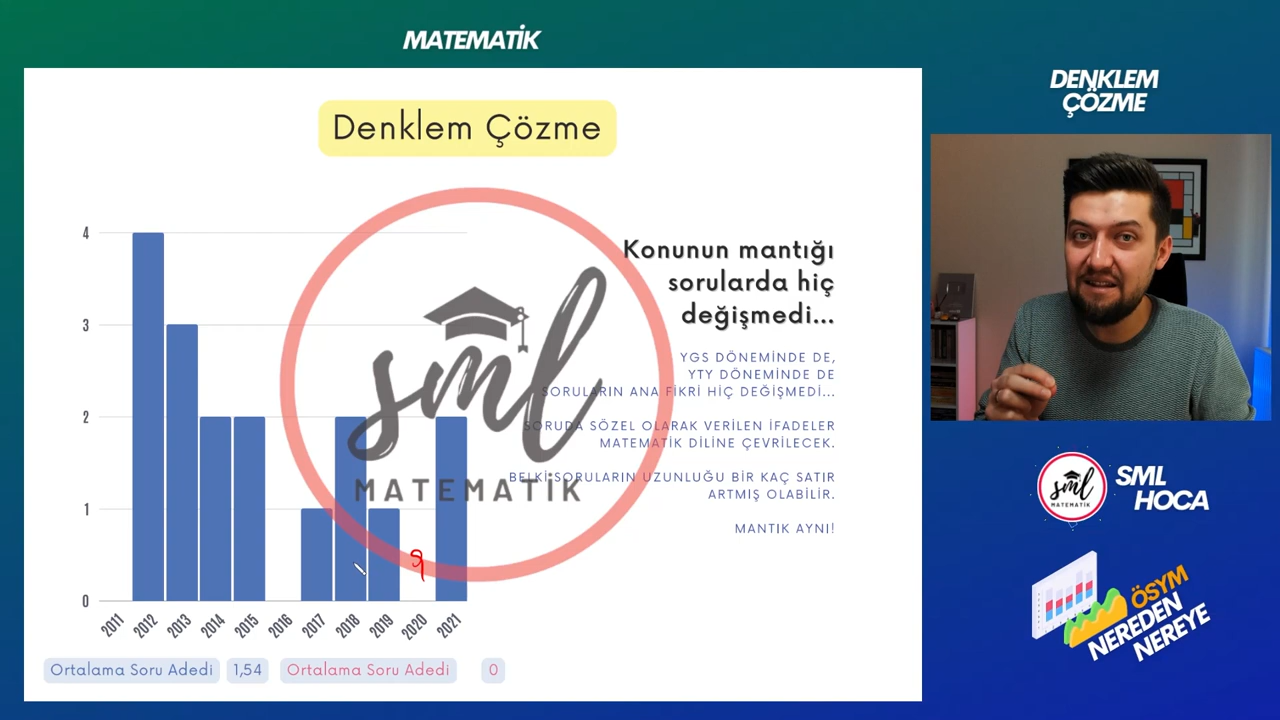 MATEMATİK
DENKLEM
ÇÖZME
Denklem Çözme
4
3
2
1
0
2011
2012
2013
2014
2015
2016
2017
2018
2019
2020
2021
Konunun mantığı
sorularda hiç
değişmedi...
YGS DÖNEMİNDE DE,
YTY DÖNEMİNDE DE
SORULARIN ANA FİKRİ HİÇ DEĞİŞMEDİ...
SORUDA SÖZEL OLARAK VERİLEN İFADELER
MATEMATİK DİLİNE ÇEVRİLECEK.
BELKİ SORULARIN UZUNLUĞU BİR KAÇ SATIR
ARTMIŞ OLABİLİR.
MANTIK AYNI!
sml
MATEMATİK
Ortalama Soru Adedi 1,54 Ortalama Soru Adedi 0
sml
MATEMATİK
SML
HOCA
ÖSYM
NEREDEN
NEREYE